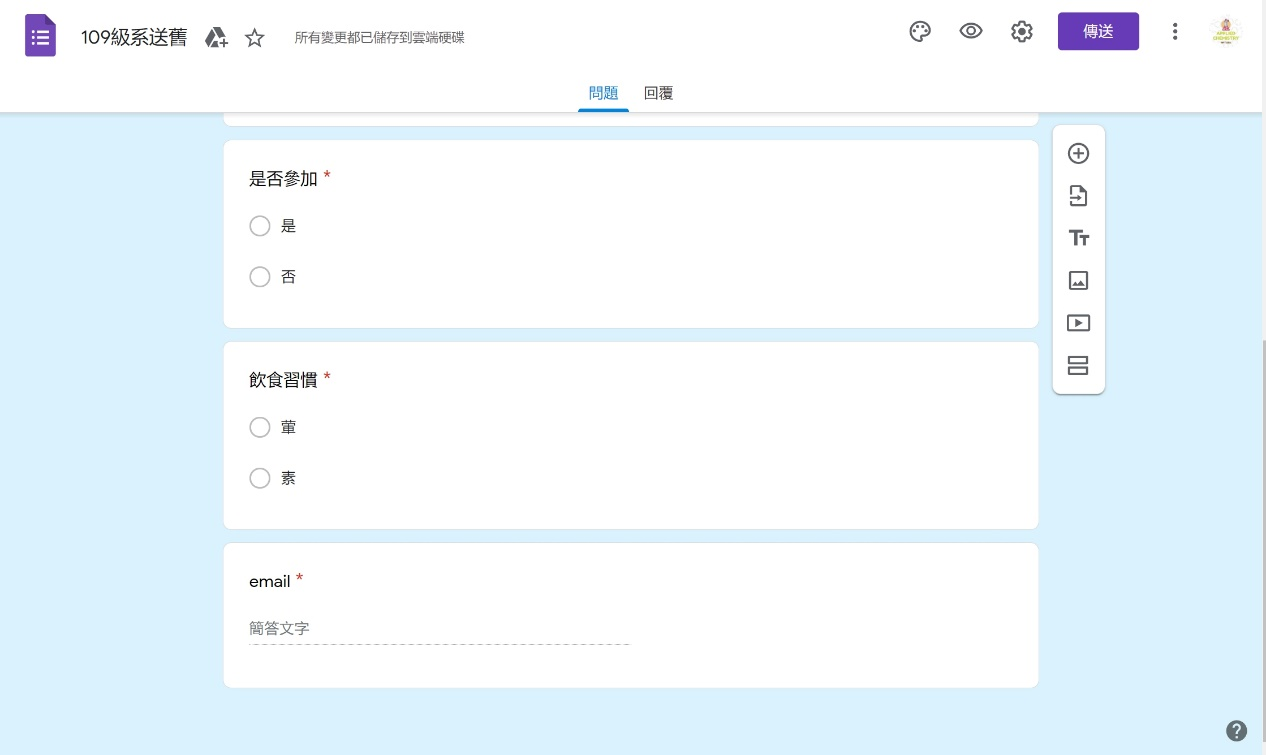 109級系送舊
所有變更都已儲存到雲端硬碟
傳送
問題
回覆
是否參加 *
是
否
飲食習慣 *
葷
素
email *
簡答文字